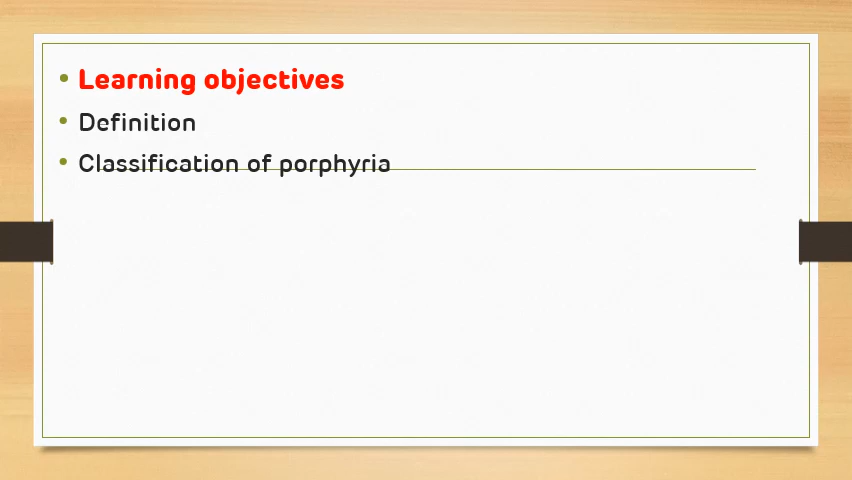 • Learning objectives
• Definition
• Classification of porphyria